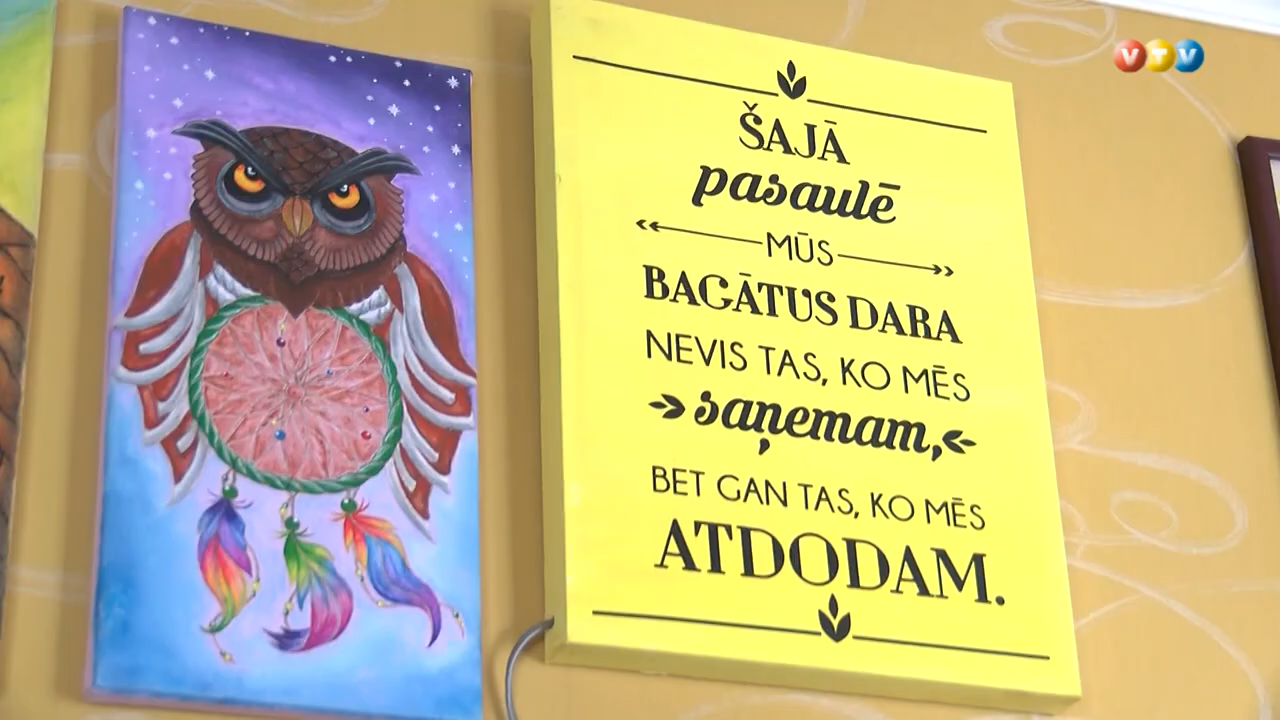 VTV
ŠAJĀ
pasaulē
MŪS
BAGĀTUS DARA
NEVIS TAS, KO MĒS
saņemam,
BET GAN TAS, KO MĒS
ATDODAM.